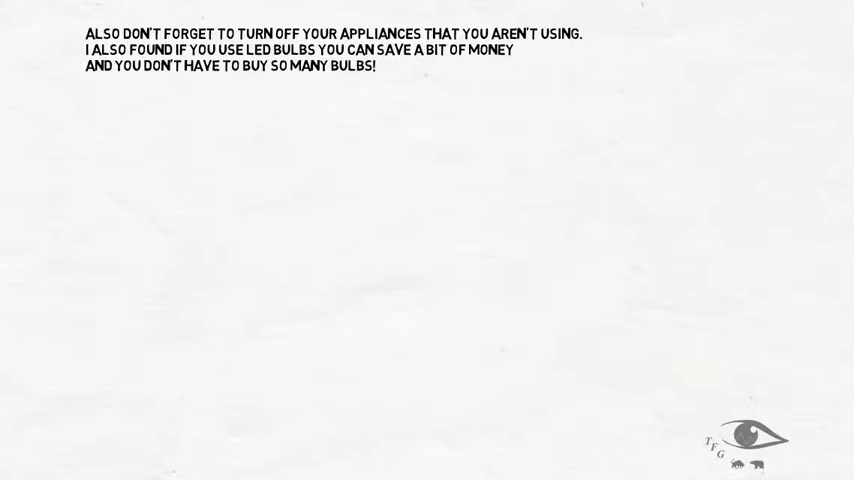 ALSO DON'T FORGET TO TURN OFF YOUR APPLIANCES THAT YOU AREN'T USING.
I ALSO FOUND IF YOU USE LED BULBS YOU CAN SAVE A BIT OF MONEY
AND YOU DON'T HAVE TO BUY SO MANY BULBS!
TFG